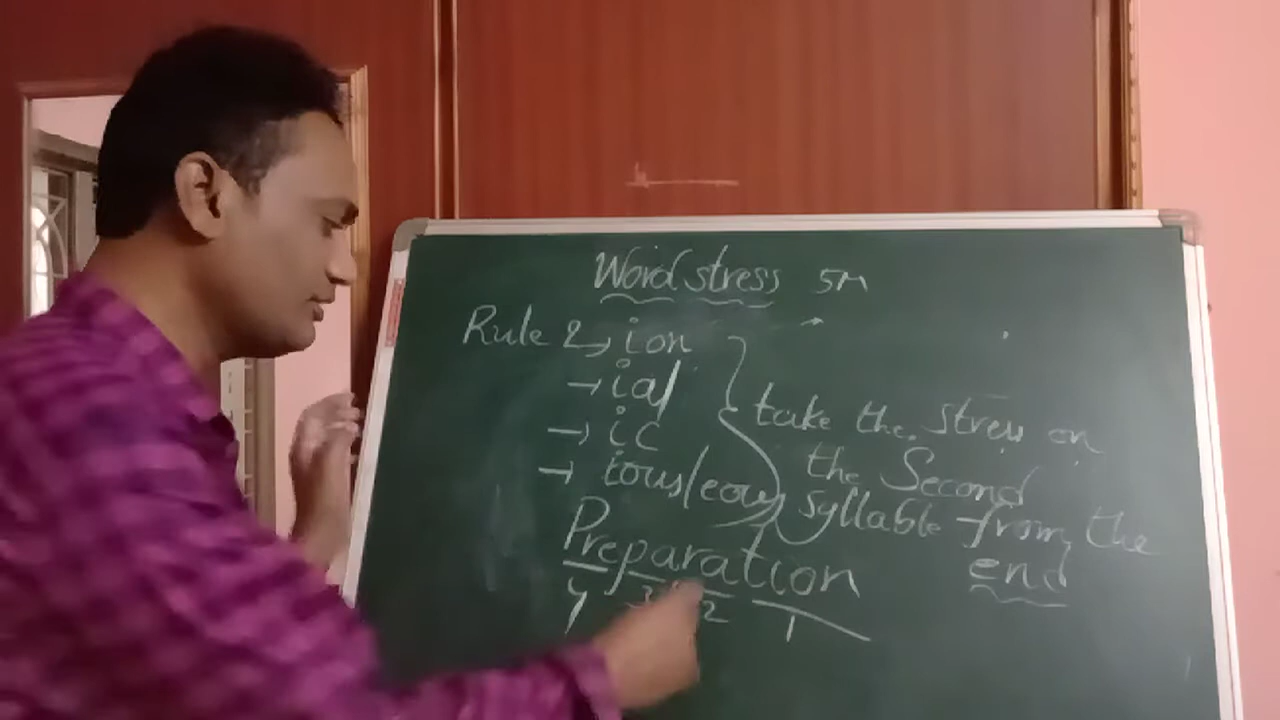 Word stress 5M
Rule 2 → ion
→ ial
→ ic
→ ious/eous
take the stress on
the Second
syllable from the
end
Preparation
4 3 2 1